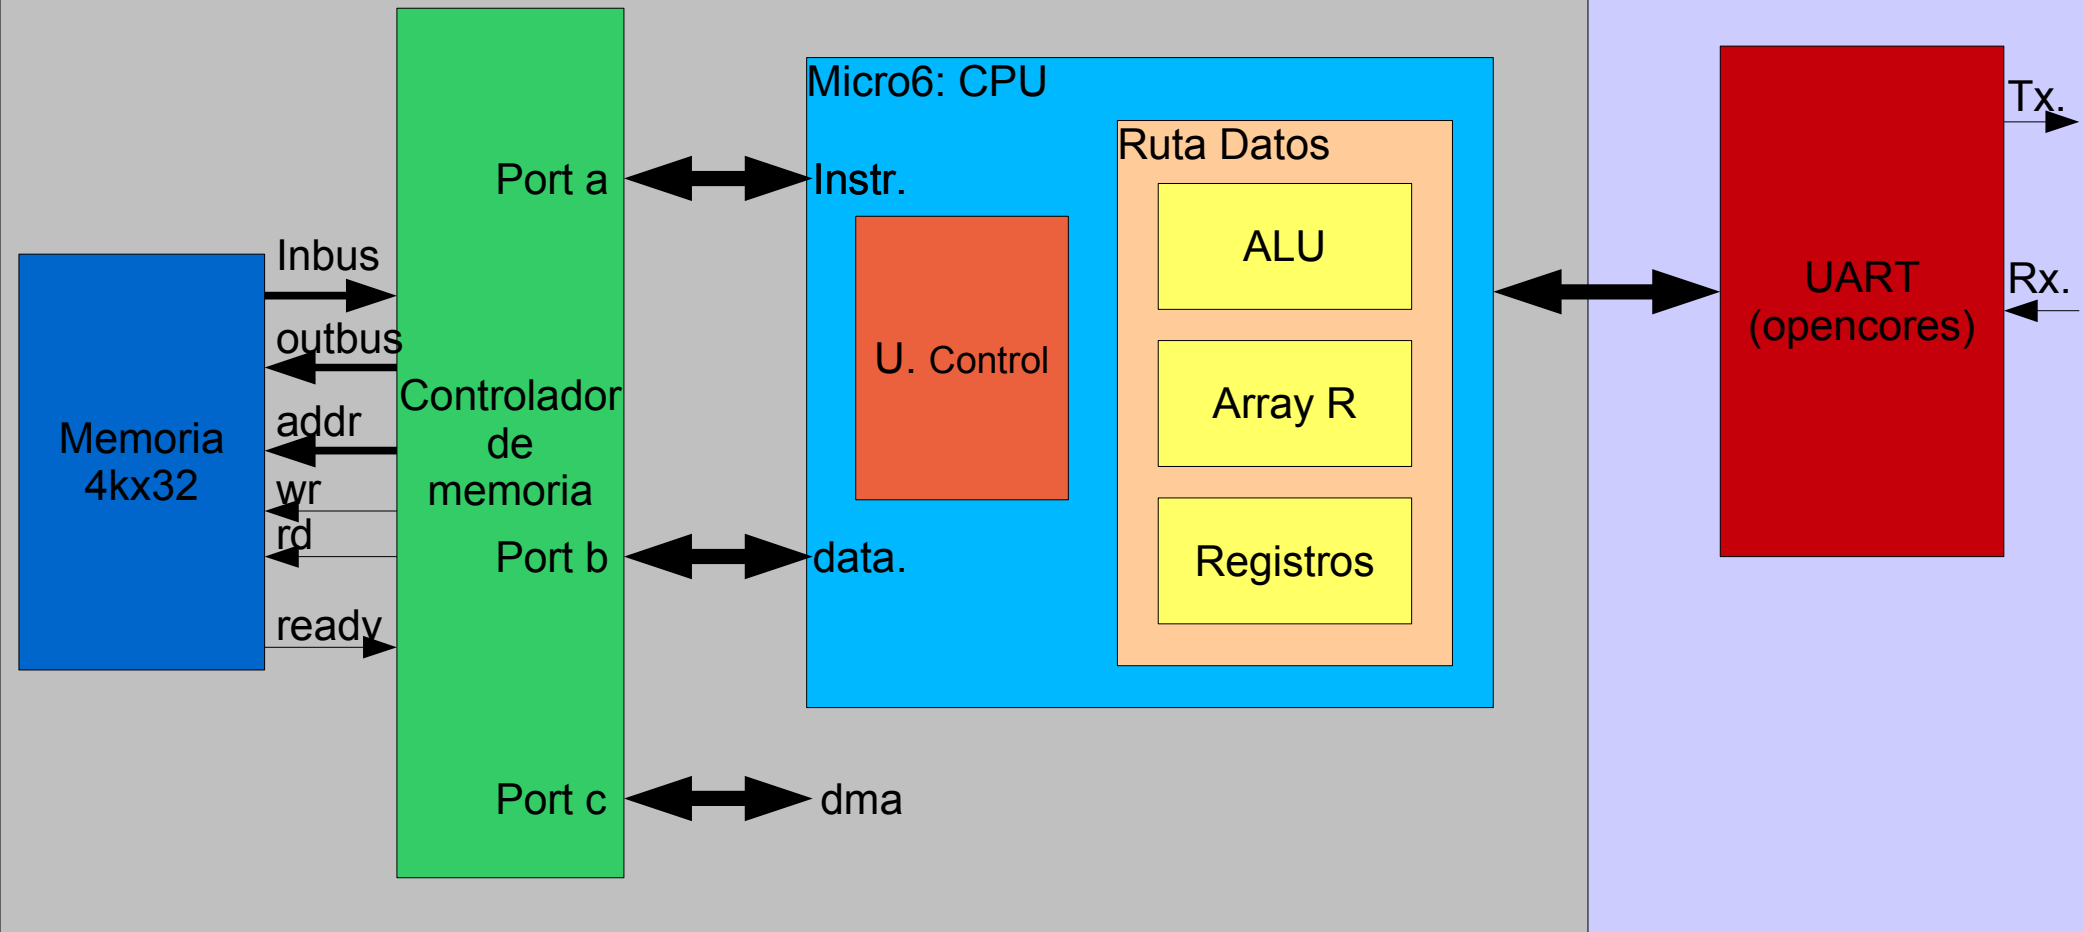 Micro6: CPU
Ruta Datos
Tx.
Port a
Instr.
ALU
Inbus
UART
(opencores)
Rx.
outbus
U. Control
Controlador
de
memoria
addr
Array R
Memoria
4kx32
wr
rd
Port b
data.
Registros
ready
Port c
dma